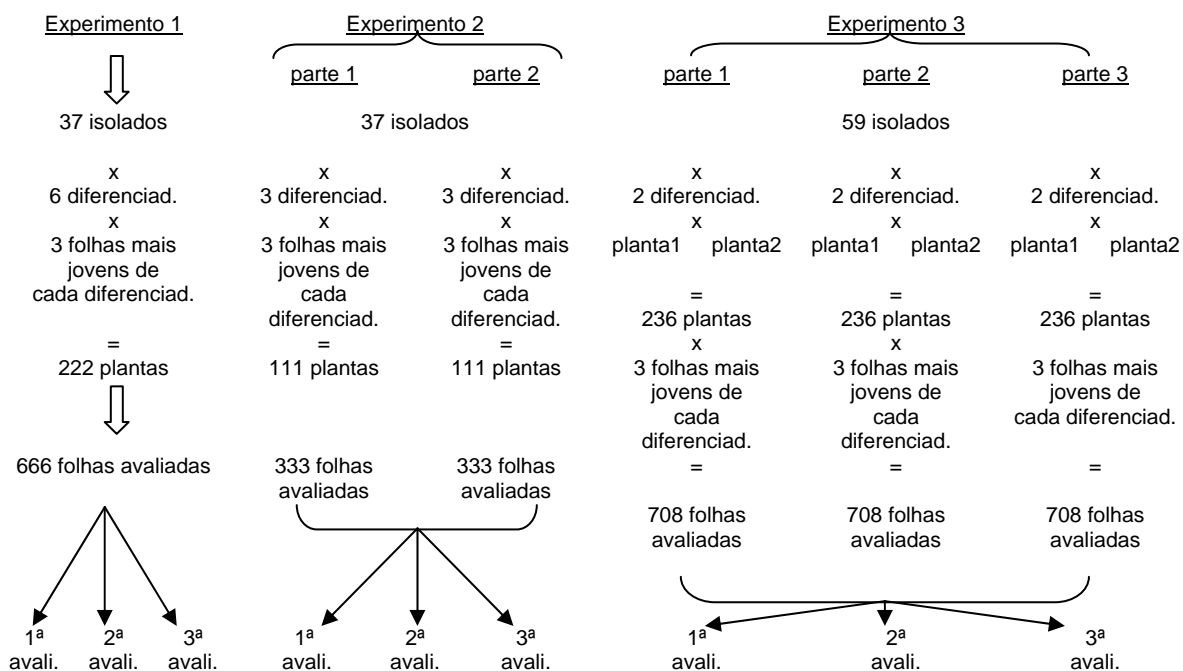 Experimento 1
37 isolados
x
6 diferenciad.
x
3 folhas mais
jovens de
cada diferenciad.
=
222 plantas
666 folhas avaliadas
1ª
avali.
2ª
avali.
3ª
avali.
Experimento 2
parte 1
parte 2
37 isolados
x
3 diferenciad.
x
3 folhas mais
jovens de
cada
diferenciad.
=
111 plantas
333 folhas
avaliadas
x
3 diferenciad.
x
3 folhas mais
jovens de
cada
diferenciad.
=
111 plantas
333 folhas
avaliadas
1ª
avali.
2ª
avali.
3ª
avali.
Experimento 3
parte 1
parte 2
parte 3
59 isolados
x
2 diferenciad.
x
planta1 planta2
=
236 plantas
x
3 folhas mais
jovens de
cada
diferenciad.
=
708 folhas
avaliadas
x
2 diferenciad.
x
planta1 planta2
=
236 plantas
x
3 folhas mais
jovens de
cada
diferenciad.
=
708 folhas
avaliadas
x
2 diferenciad.
x
planta1 planta2
=
236 plantas
3 folhas mais
jovens de
cada diferenciad.
=
708 folhas
avaliadas
1ª
avali.
2ª
avali.
3ª
avali.